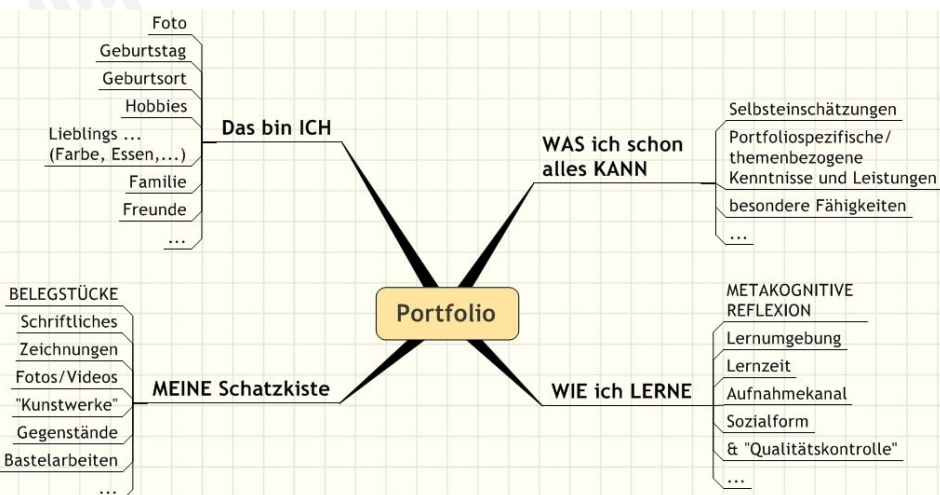 Foto
Geburtstag
Geburtsort
Hobbies
Lieblings ...
(Farbe, Essen,...)
Familie
Freunde
...
Das bin ICH
WAS ich schon
alles KANN
Selbsteinschätzungen
Portfoliospezifische/
themenbezogene
Kenntnisse und Leistungen
besondere Fähigkeiten
...
Portfolio
BELEGSTÜCKE
Schriftliches
Zeichnungen
Fotos/Videos
"Kunstwerke"
Gegenstände
Bastelarbeiten
...
MEINE Schatzkiste
WIE ich LERNE
METAKOGNITIVE
REFLEXION
Lernumgebung
Lernzeit
Aufnahmekanal
Sozialform
& "Qualitätskontrolle"
...